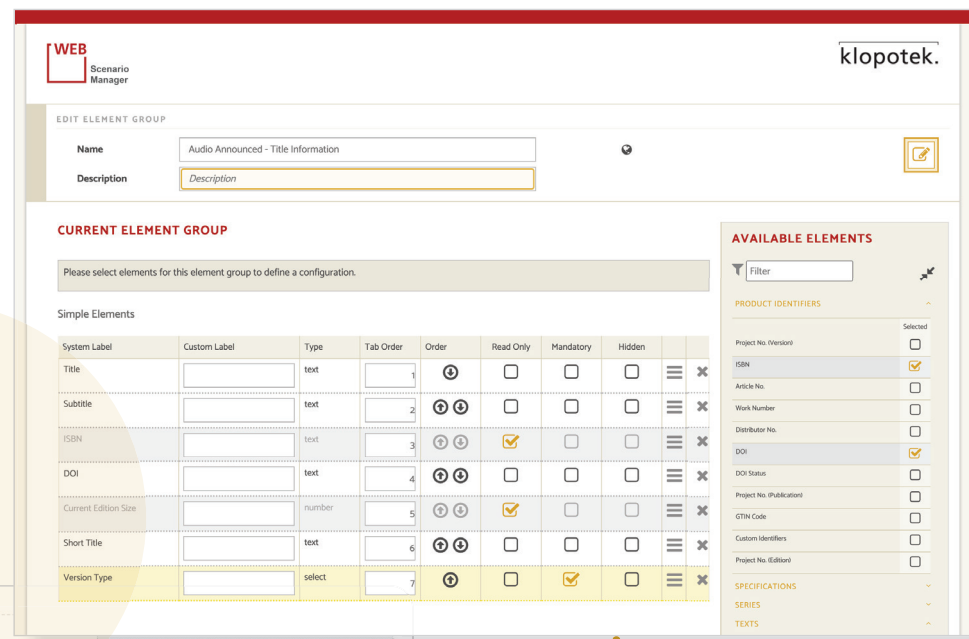 WEB
Scenario
Manager
klopotek.
EDIT ELEMENT GROUP
Name Audio Announced - Title Information
Description Description
CURRENT ELEMENT GROUP
Please select elements for this element group to define a configuration.
Simple Elements
System Label Custom Label Type Tab Order Order Read Only Mandatory Hidden
Title text 1
Subtitle text 2
ISBN text 3
DOI text 4
Current Edition Size number 5
Short Title text 6
Version Type select 7
AVAILABLE ELEMENTS
Filter
PRODUCT IDENTIFIERS
Selected
Project No. (Version)
ISBN
Article No.
Work Number
Distributor No.
DOI
DOI Status
Project No. (Publication)
GTIN Code
Custom Identifiers
Project No. (Edition)
SPECIFICATIONS
SERIES
TEXTS